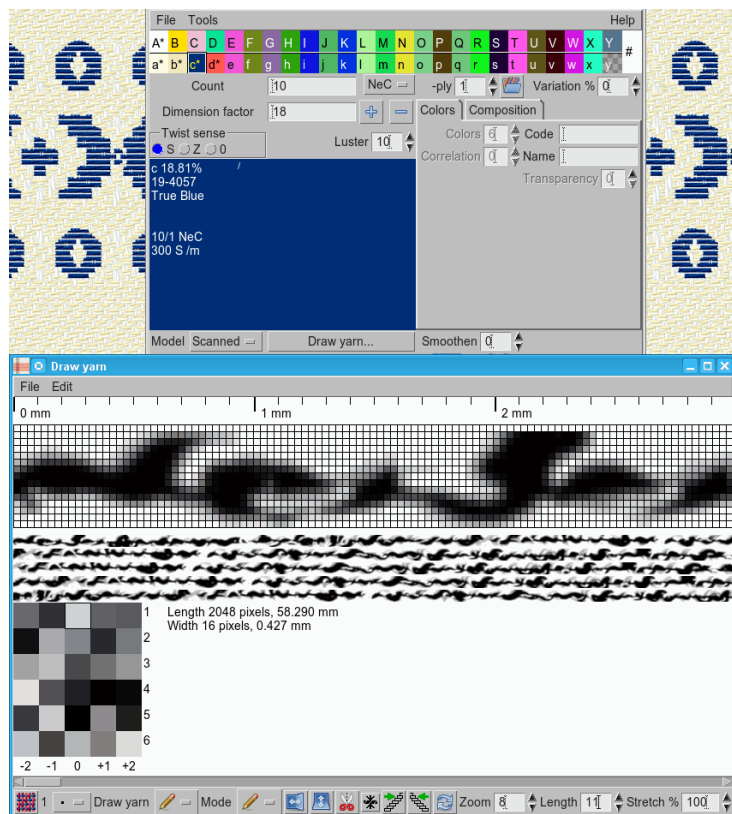 File Tools Help
A* B C D E F G H I J K L M N O P Q R S T U V W X Y #
a* b* c* d* e f g h i j k l m n o p q r s t u v w x y
Count 10 NeC -ply 1 Variation % 0
Dimension factor 18 Colors Composition
Twist sense
S Z 0 Luster 10
Colors 6 Code
Correlation 0 Name
Transparency 0
c 18.81%
19-4057
True Blue
10/1 NeC
300 S /m
Model Scanned Draw yarn... Smoothen 0
Draw yarn
File Edit
0 mm 1 mm 2 mm
1 Length 2048 pixels, 58.290 mm
Width 16 pixels, 0.427 mm
2
3
4
5
6
-2 -1 0 +1 +2
1 Draw yarn Mode Zoom 8 Length 11 Stretch % 100